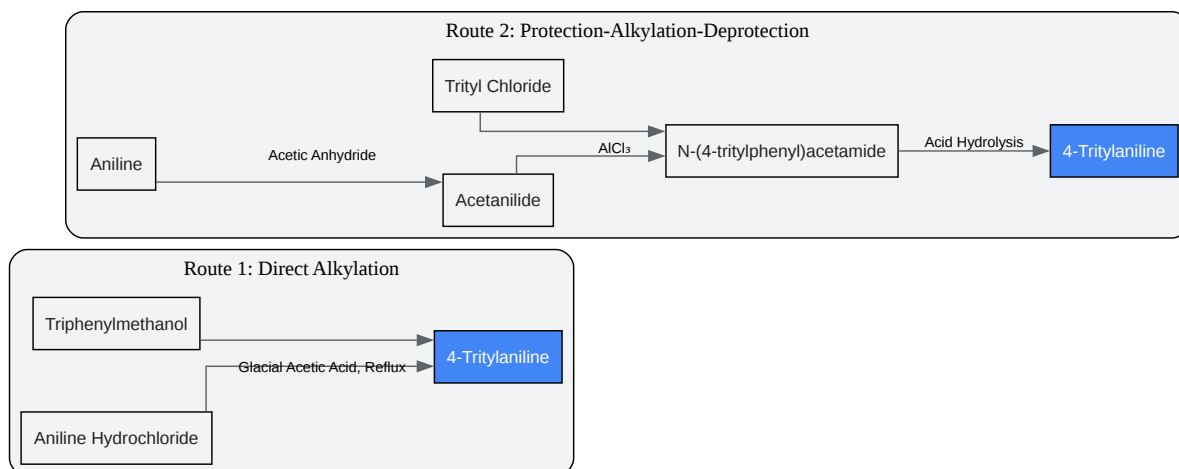 Route 2: Protection-Alkylation-Deprotection
Trityl Chloride
Aniline
Acetic Anhydride
AlCl₃
N-(4-tritylphenyl)acetamide
Acid Hydrolysis
4-Tritylaniline
Acetanilide
Route 1: Direct Alkylation
Triphenylmethanol
4-Tritylaniline
Glacial Acetic Acid, Reflux
Aniline Hydrochloride